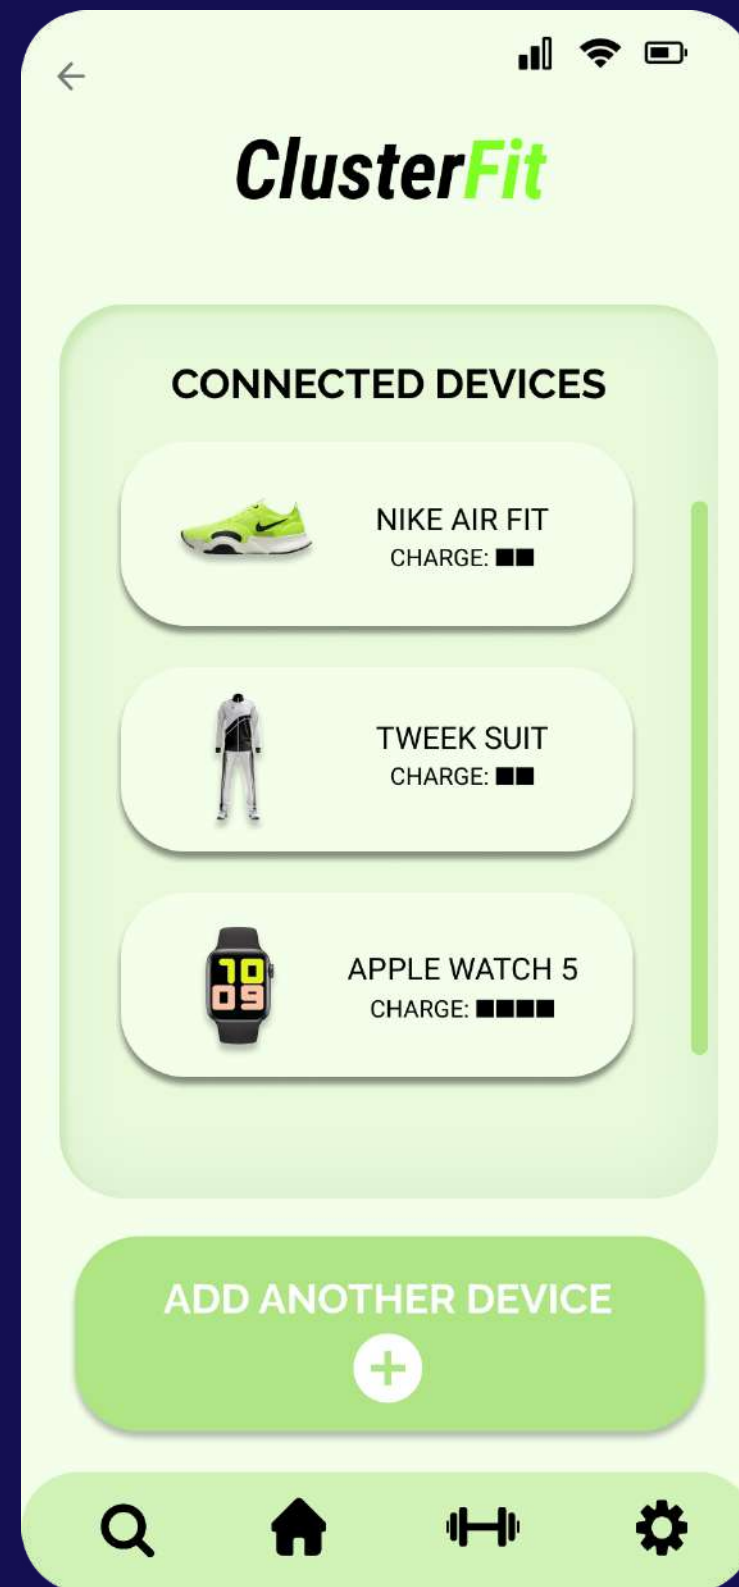 ClusterFit
CONNECTED DEVICES
NIKE AIR FIT
CHARGE:
TWEEK SUIT
CHARGE:
10
09
APPLE WATCH 5
CHARGE:
ADD ANOTHER DEVICE